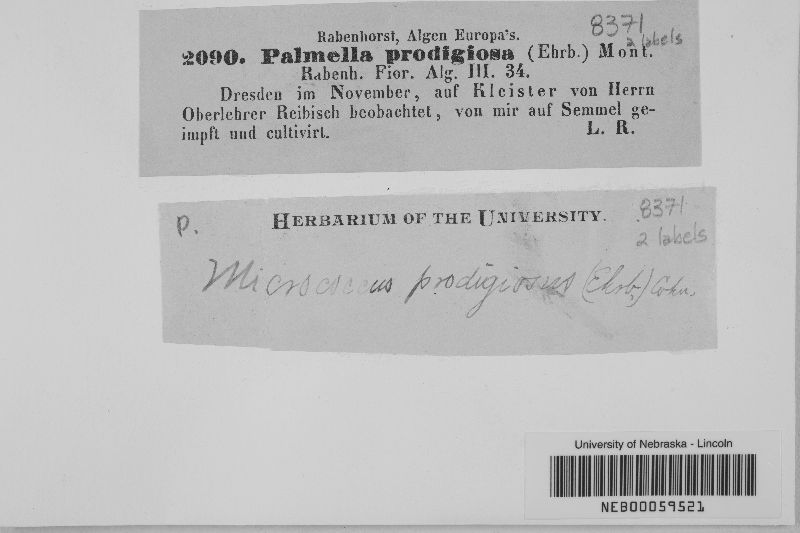 Rabenhorst, Algen Europa's.
8371
2 labels
2090. Palmella prodigiosa (Ehrb.) Mont.
Rabenh. Flor. Alg. III. 34.
Dresden im November, auf Kleister von Herrn
Oberlehrer Reibisch beobachtet, von mir auf Semmel ge-
impft und cultivirt. L. R.
P. HERBARIUM OF THE UNIVERSITY. 8371
2 labels
Micrococcus prodigiosus (Ehrb.) Cohn.
University of Nebraska - Lincoln
NEB00059521